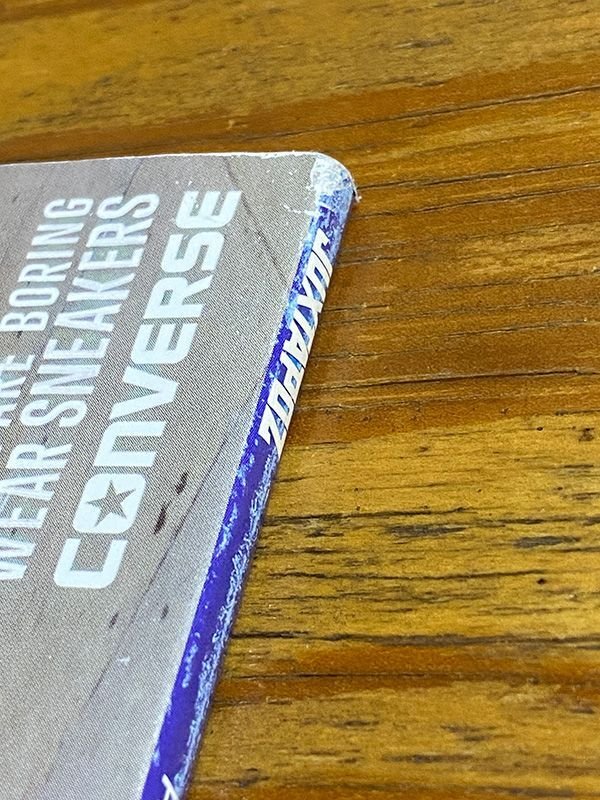 ARE BORING
WEAR SNEAKERS
CONVERSE
JUXTAPOZ